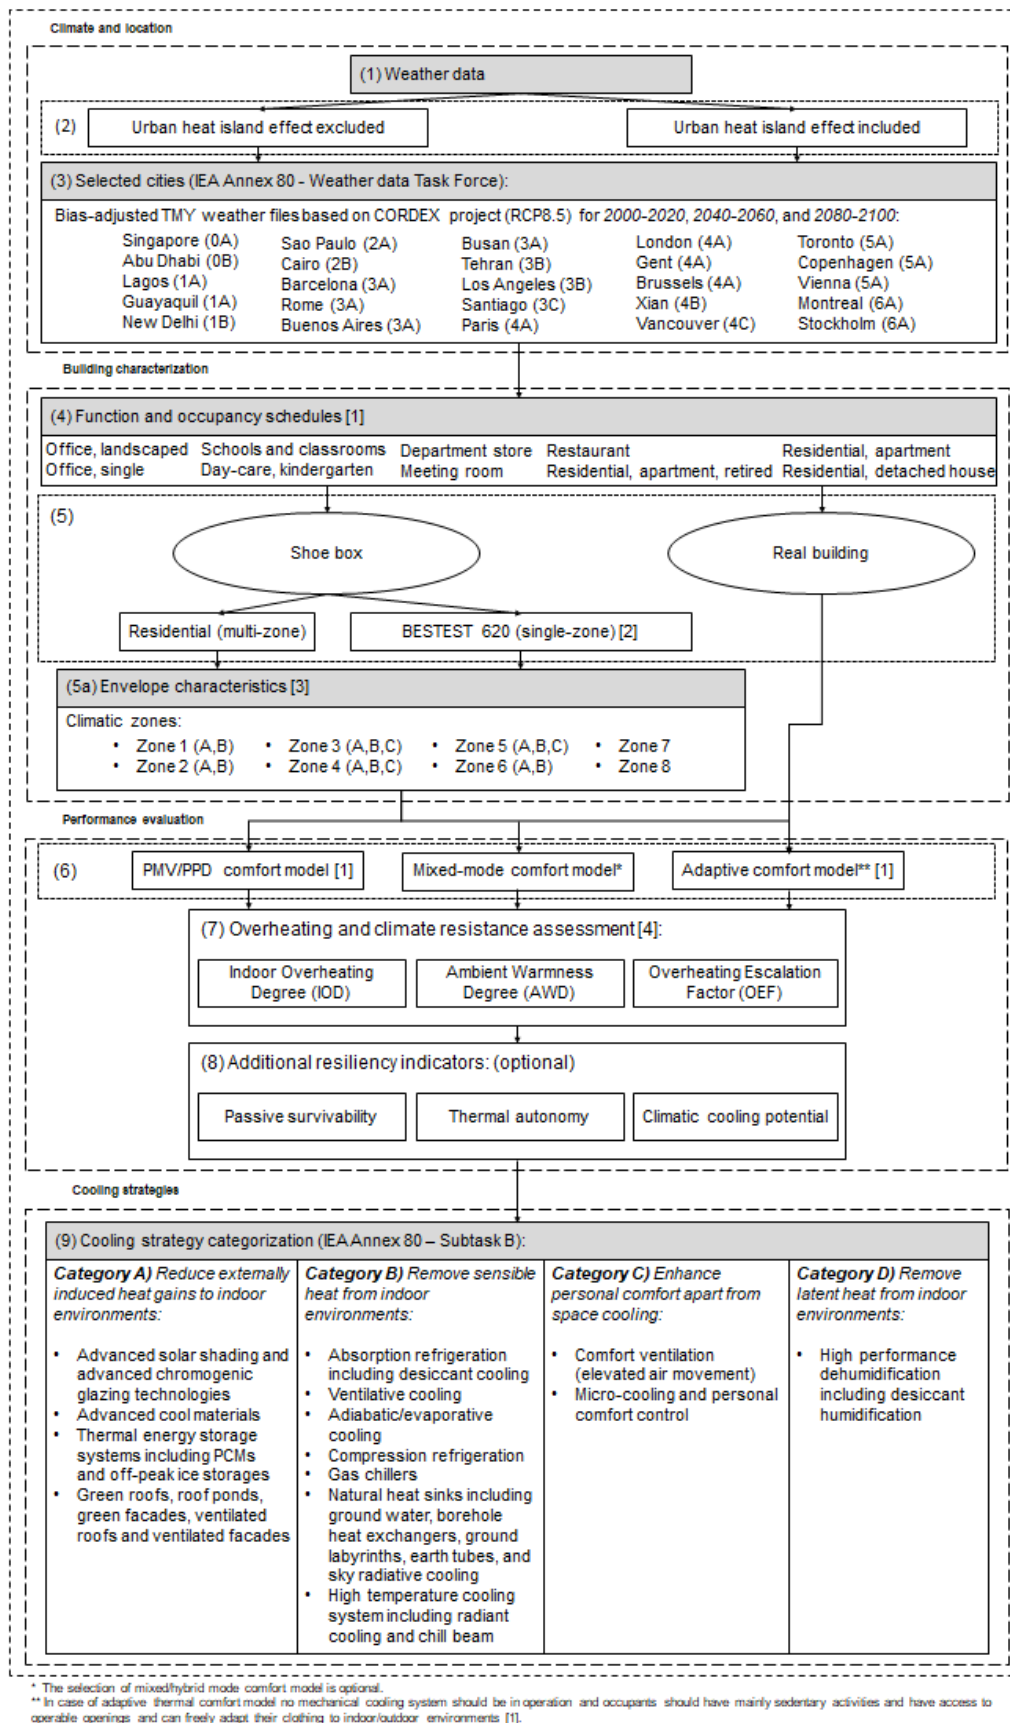 Climate and location
(1) Weather data
(2)
Urban heat island effect excluded
Urban heat island effect included
(3) Selected cities (IEA Annex 80 - Weather data Task Force):
Bias-adjusted TMY weather files based on CORDEX project (RCP8.5) for 2000-2020, 2040-2060, and 2080-2100:
Singapore (0A)
Abu Dhabi (0B)
Lagos (1A)
Guayaquil (1A)
New Delhi (1B)
Sao Paulo (2A)
Cairo (2B)
Barcelona (3A)
Rome (3A)
Buenos Aires (3A)
Busan (3A)
Tehran (3B)
Los Angeles (3B)
Santiago (3C)
Paris (4A)
London (4A)
Gent (4A)
Brussels (4A)
Xian (4B)
Vancouver (4C)
Toronto (5A)
Copenhagen (5A)
Vienna (5A)
Montreal (6A)
Stockholm (6A)
Building characterization
(4) Function and occupancy schedules [1]
Office, landscaped
Office, single
Schools and classrooms
Day-care, kindergarten
Department store
Meeting room
Restaurant
Residential, apartment, retired
Residential, apartment
Residential, detached house
(5)
Shoe box
Real building
Residential (multi-zone)
BESTEST 620 (single-zone) [2]
(5a) Envelope characteristics [3]
Climatic zones:
• Zone 1 (A,B)
• Zone 2 (A,B)
• Zone 3 (A,B,C)
• Zone 4 (A,B,C)
• Zone 5 (A,B,C)
• Zone 6 (A,B)
• Zone 7
• Zone 8
Performance evaluation
(6)
PMV/PPD comfort model [1]
Mixed-mode comfort model*
Adaptive comfort model** [1]
(7) Overheating and climate resistance assessment [4]:
Indoor Overheating
Degree (IOD)
Ambient Warmness
Degree (AWD)
Overheating Escalation
Factor (OEF)
(8) Additional resiliency indicators: (optional)
Passive survivability
Thermal autonomy
Climatic cooling potential
Cooling strategies
(9) Cooling strategy categorization (IEA Annex 80 – Subtask B):
Category A) Reduce externally
induced heat gains to indoor
environments:
• Advanced solar shading and
advanced chromogenic
glazing technologies
• Advanced cool materials
• Thermal energy storage
systems including PCMs
and off-peak ice storages
• Green roofs, roof ponds,
green facades, ventilated
roofs and ventilated facades
Category B) Remove sensible
heat from indoor
environments:
• Absorption refrigeration
including desiccant cooling
• Ventilative cooling
• Adiabatic/evaporative
cooling
• Compression refrigeration
• Gas chillers
• Natural heat sinks including
ground water, borehole
heat exchangers, ground
labyrinths, earth tubes, and
sky radiative cooling
• High temperature cooling
system including radiant
cooling and chill beam
Category C) Enhance
personal comfort apart from
space cooling:
• Comfort ventilation
(elevated air movement)
• Micro-cooling and personal
comfort control
Category D) Remove
latent heat from indoor
environments:
• High performance
dehumidification
including desiccant
humidification
* The selection of mixed/hybrid mode comfort model is optional.
** In case of adaptive thermal comfort model no mechanical cooling system should be in operation and occupants should have mainly sedentary activities and have access to
operable openings and can freely adapt their clothing to indoor/outdoor environments [1].